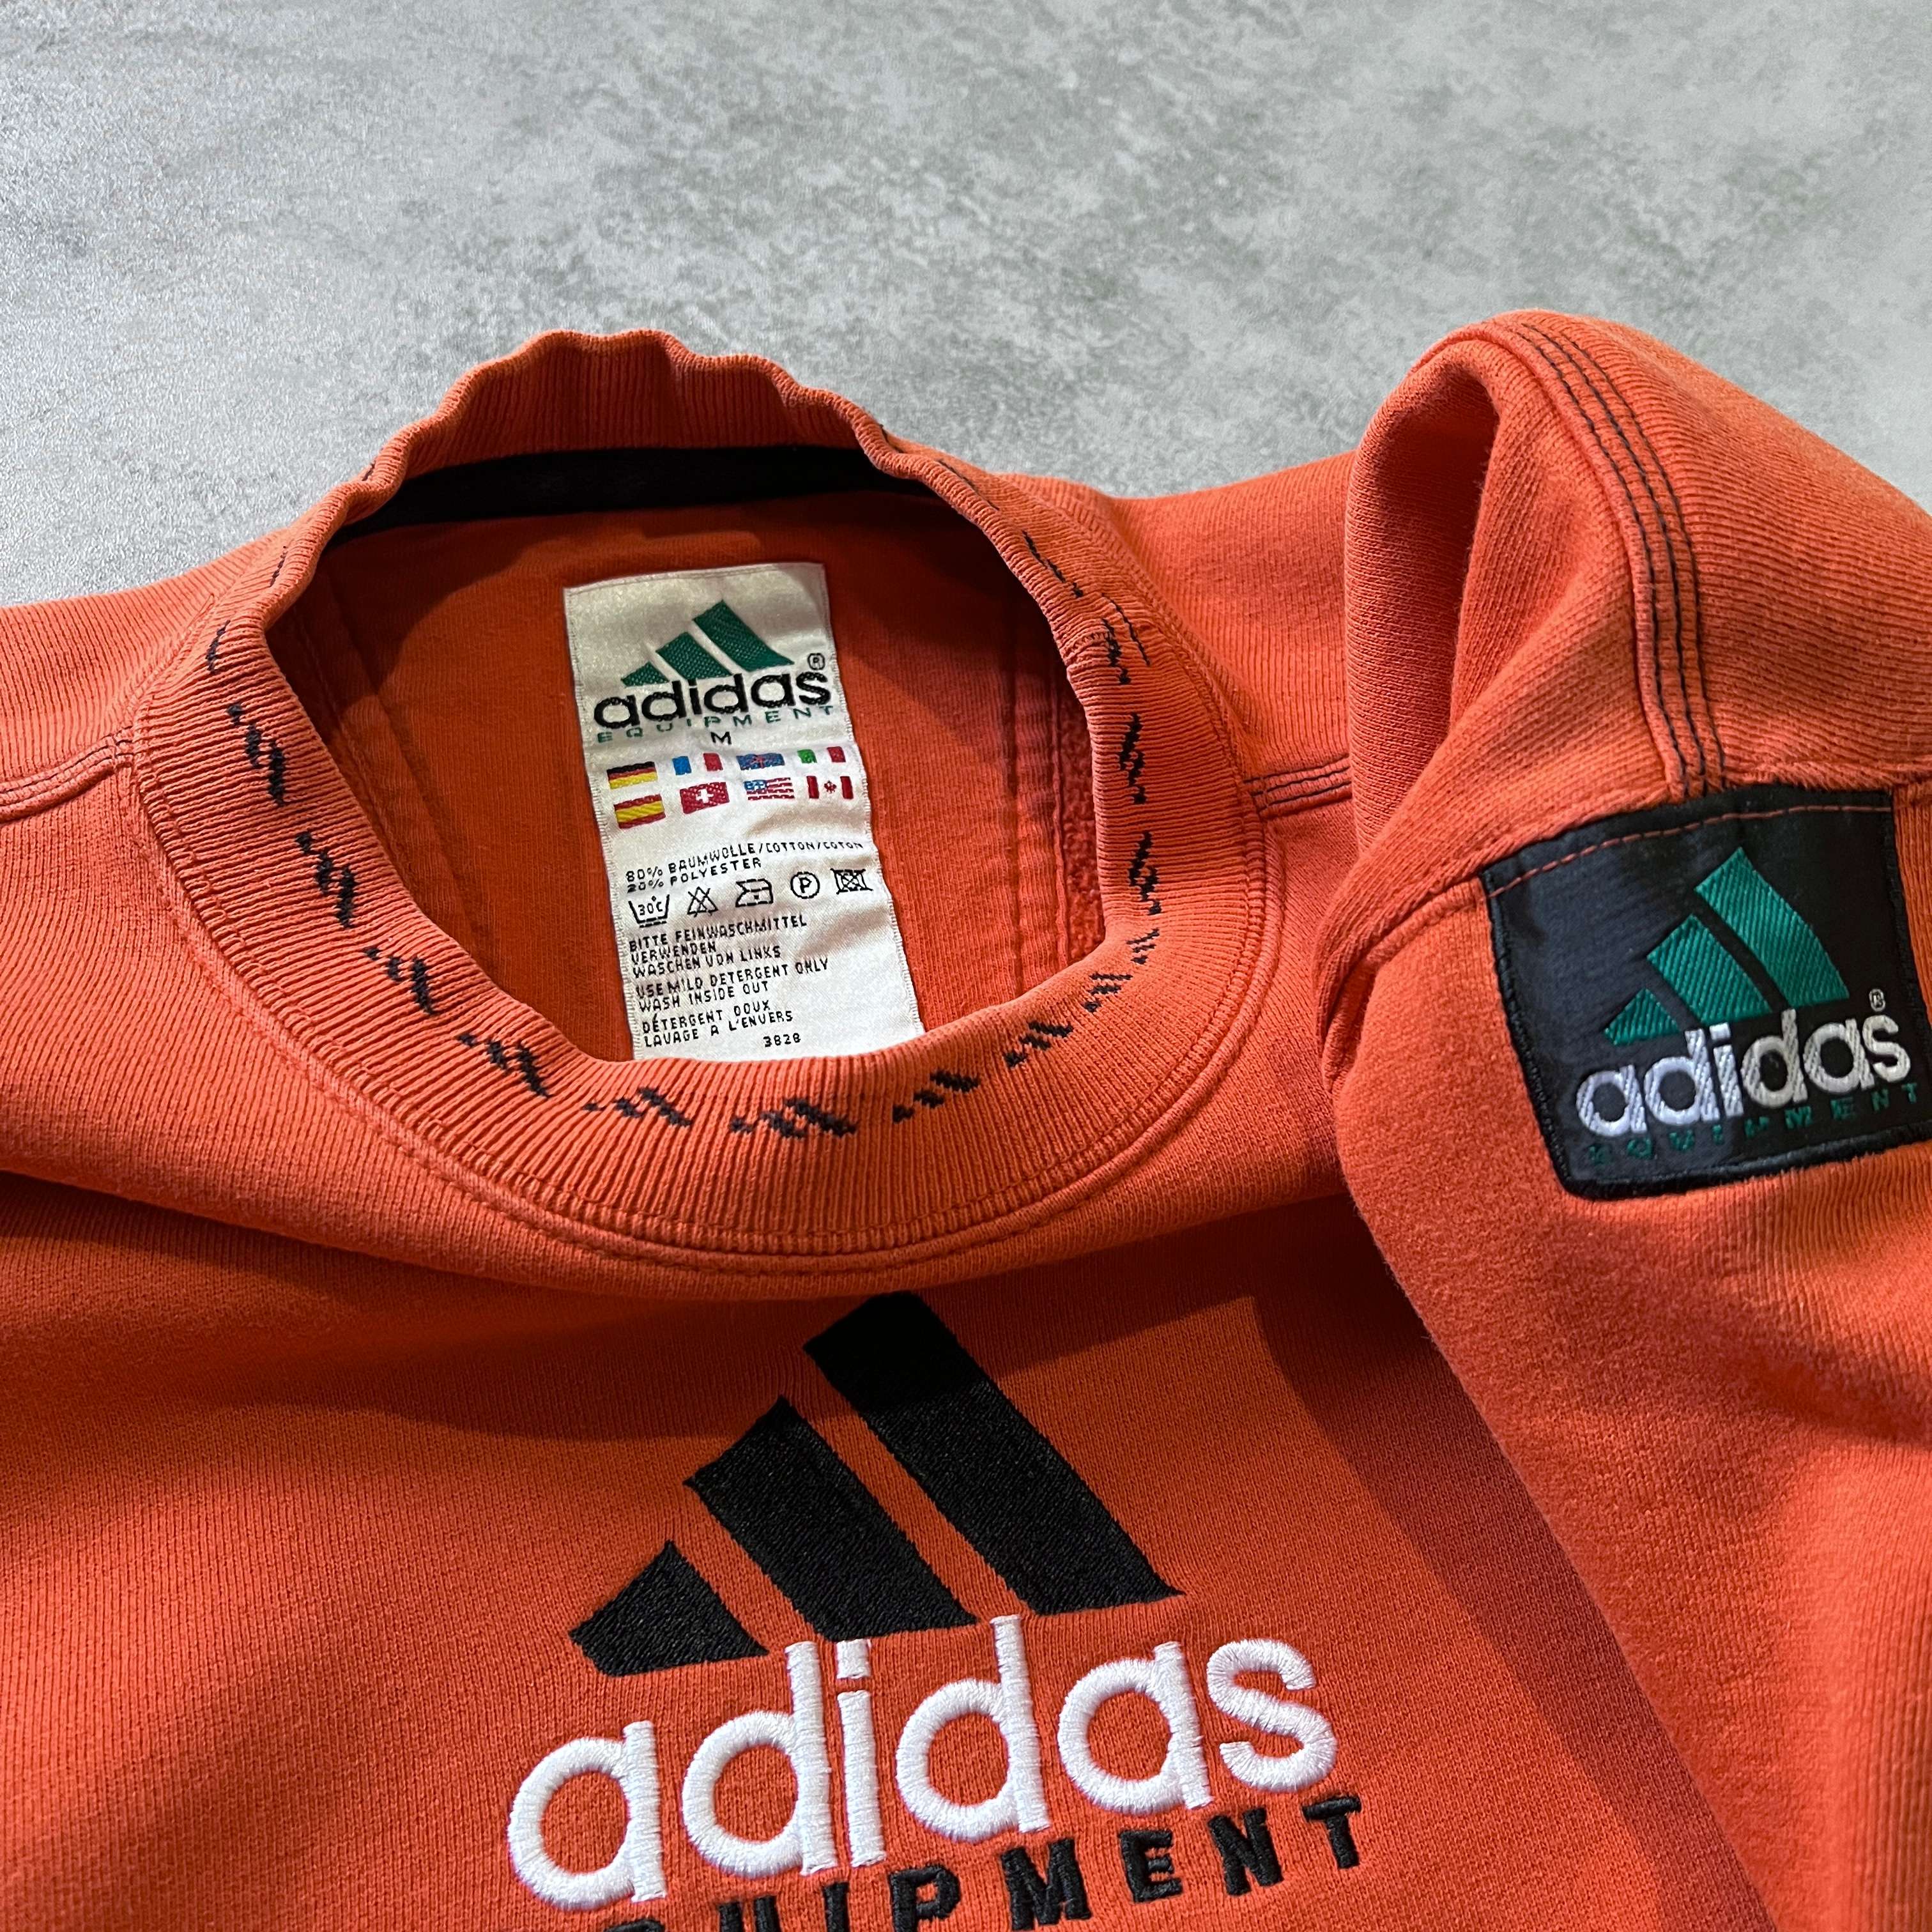 adidas®
EQUIPMENT
M
80% BAUMWOLLE/COTTON/COTON
20% POLYESTER
30°C
P
BITTE FEINWASCHMITTEL
VERWENDEN
WASCHEN VON LINKS
USE MILD DETERGENT ONLY
WASH INSIDE OUT
DÉTERGENT DOUX
LAVAGE A L'ENVERS
3828
adidas®
EQUIPMENT
adidas
EQUIPMENT